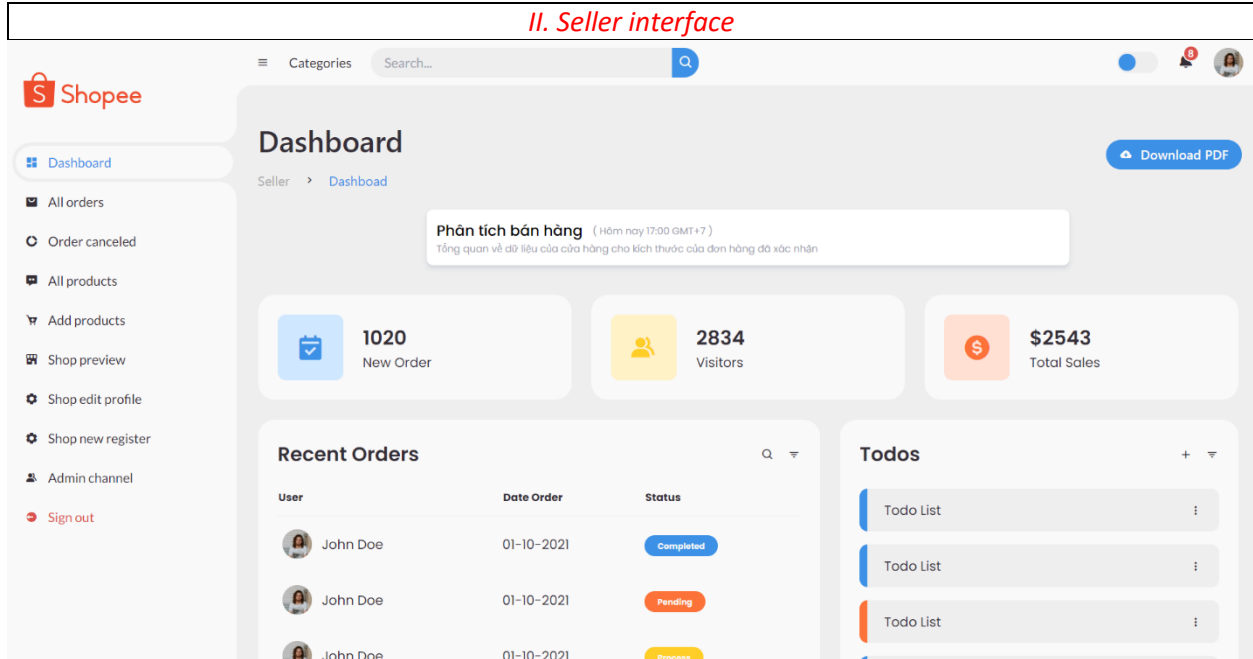 II. Seller interface
Shopee
Categories
Search...
8
Dashboard
Seller > Dashboad
Download PDF
Dashboard
All orders
Order canceled
All products
Add products
Shop preview
Shop edit profile
Shop new register
Admin channel
Sign out
Phân tích bán hàng ( Hôm nay 17:00 GMT+7 )
Tổng quan về dữ liệu của cửa hàng cho kích thước của đơn hàng đã xác nhận
1020
New Order
2834
Visitors
$2543
Total Sales
Recent Orders
User Date Order Status
John Doe 01-10-2021 Completed
John Doe 01-10-2021 Pending
John Doe 01-10-2021 Process
Todos
Todo List
Todo List
Todo List